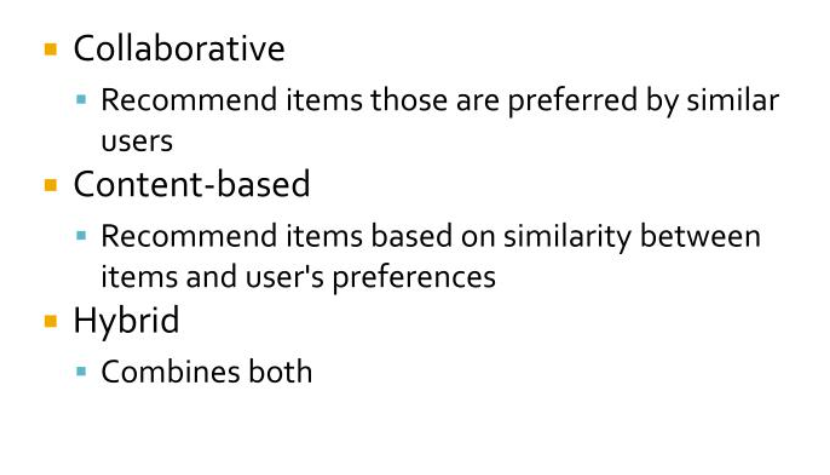 Collaborative
Recommend items those are preferred by similar
users
Content-based
Recommend items based on similarity between
items and user's preferences
Hybrid
Combines both